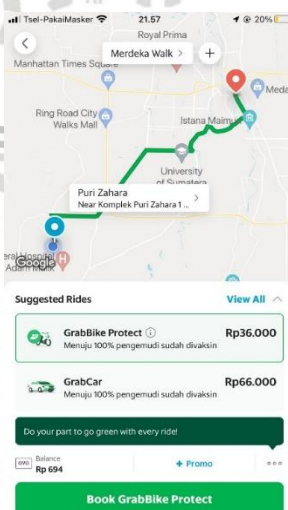 Tsel-PakaiMasker 21.57 20%
Royal Prima
Merdeka Walk > +
Manhattan Times Square
Ring Road City
Walks Mall
Istana Maimun
University
of Sumatera
Puri Zahara
Near Komplek Puri Zahara 1 ... >
Adam Malik
Google
Suggested Rides View All
GrabBike Protect Rp36.000
Menuju 100% pengemudi sudah divaksin
GrabCar Rp66.000
Menuju 100% pengemudi sudah divaksin
Do your part to go green with every ride!
OVO Balance
Rp 694
+ Promo
Book GrabBike Protect